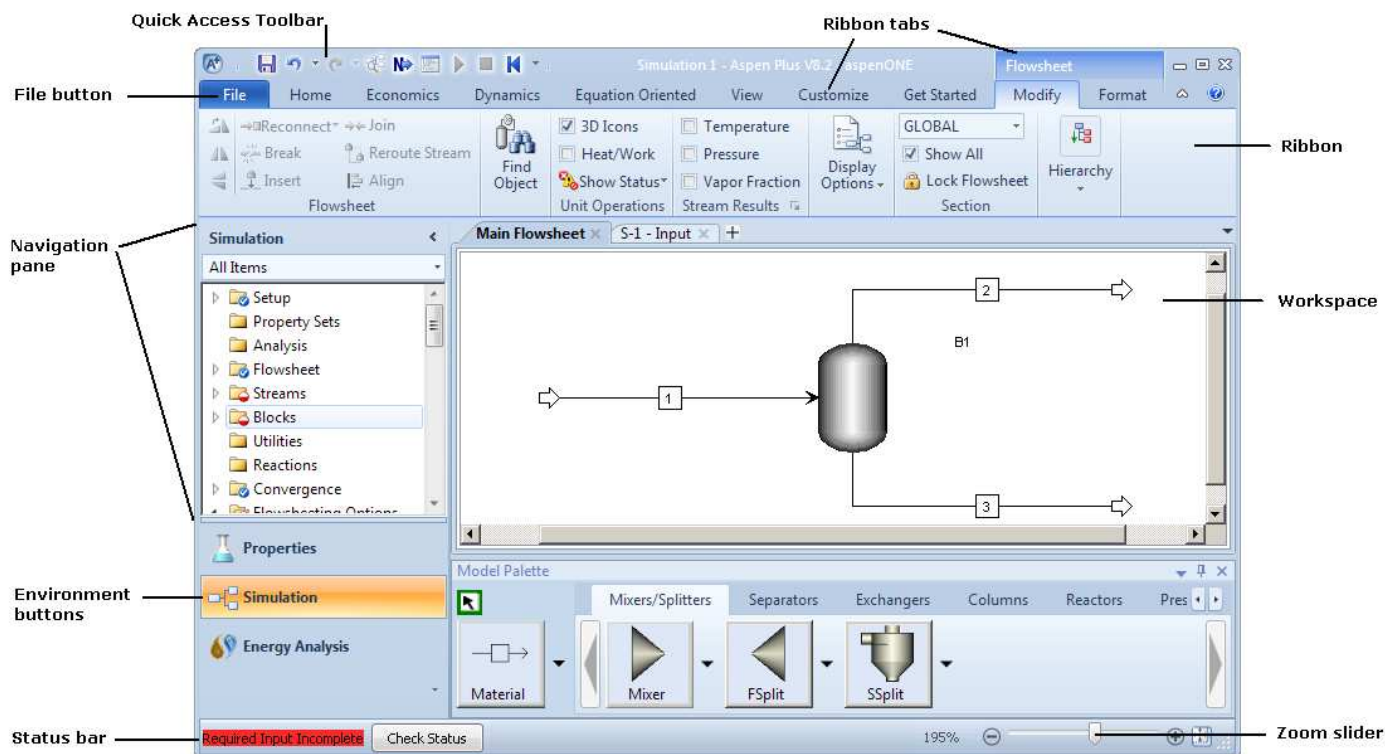 Quick Access Toolbar
Ribbon tabs
Simulation 1 - Aspen Plus V8.2 - aspenONE
Flowsheet
File button
File Home Economics Dynamics Equation Oriented View Customize Get Started Modify Format
Reconnect Join
3D Icons
Temperature
GLOBAL
Break Reroute Stream
Heat/Work
Pressure
Show All
Ribbon
Insert Align
Find
Object
Show Status
Vapor Fraction
Display
Options
Lock Flowsheet
Hierarchy
Flowsheet
Unit Operations
Stream Results
Section
Navigation
pane
Simulation
Main Flowsheet
S-1 - Input
All Items
Setup
Property Sets
Analysis
Flowsheet
Streams
Blocks
Utilities
Reactions
Convergence
Flowsheeting Options
2
B1
1
3
Workspace
Properties
Environment
buttons
Simulation
Energy Analysis
Model Palette
Mixers/Splitters Separators Exchangers Columns Reactors Pres
Material
Mixer
FSplit
SSplit
Status bar
Required Input Incomplete
Check Status
195%
Zoom slider